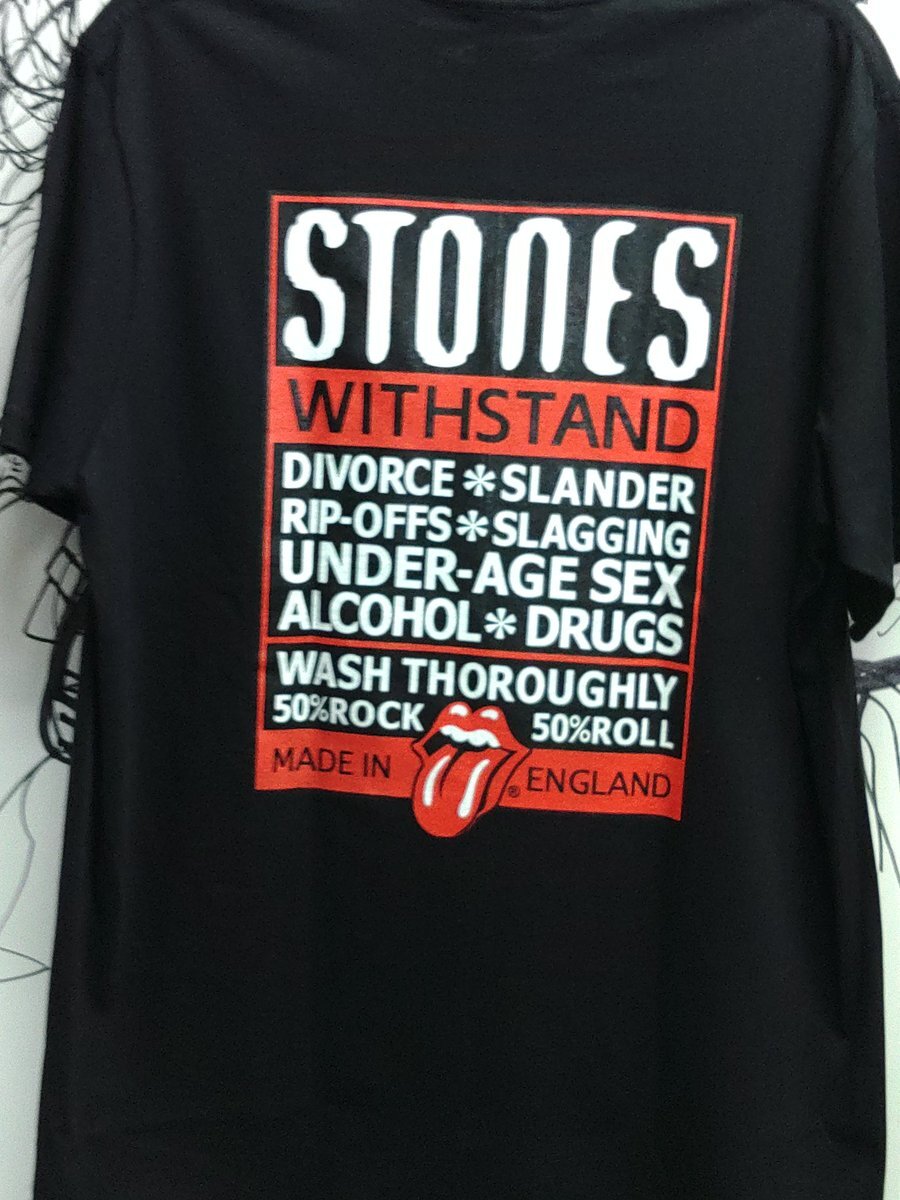 STONES
WITHSTAND
DIVORCE * SLANDER
RIP-OFFS * SLAGGING
UNDER-AGE SEX
ALCOHOL * DRUGS
WASH THOROUGHLY
50%ROCK 50%ROLL
MADE IN ® ENGLAND